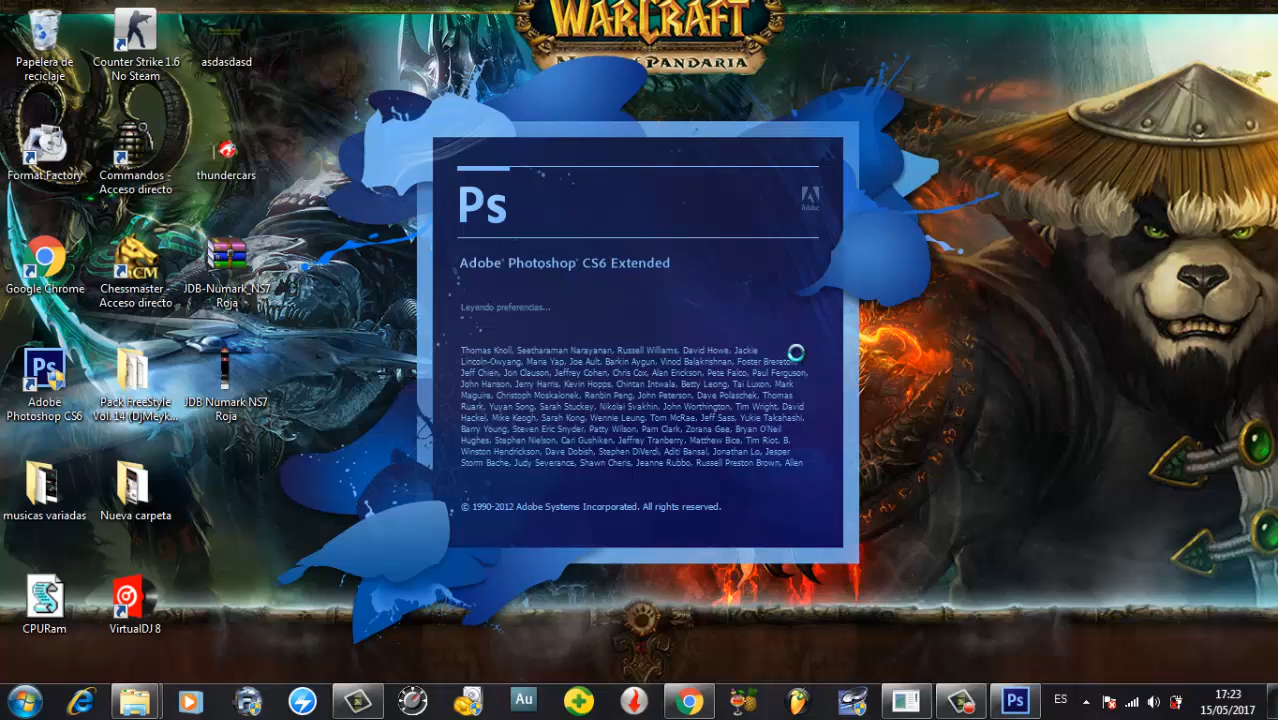 WARCRAFT
PANDARIA
Papelera de
reciclaje
Counter Strike 1.6
No Steam
asdasdasd
Format Factory
Commandos -
Acceso directo
thundercars
Google Chrome
CM
Chessmaster -
Acceso directo
JDB-Numark_NS7
Roja
Ps
Adobe
Photoshop CS6
Pack FreeStyle
Vol. 14 (DjMeyk...
JDB Numark NS7
Roja
musicas variadas
Nueva carpeta
CPURam
VirtualDJ 8
Ps
Adobe
Adobe® Photoshop® CS6 Extended
Leyendo preferencias...
Thomas Knoll, Seetharaman Narayanan, Russell Williams, David Howe, Jackie
Lincoln-Owyang, Maria Yap, Joe Ault, Barkin Aygun, Vinod Balakrishnan, Foster Brereton,
Jeff Chien, Jon Clauson, Jeffrey Cohen, Chris Cox, Alan Erickson, Pete Falco, Paul Ferguson,
John Hanson, Jerry Harris, Kevin Hopps, Chintan Intwala, Betty Leong, Tai Luxon, Mark
Maguire, Christoph Moskalonek, Renbin Peng, John Peterson, Dave Polaschek, Thomas
Ruark, Yuyan Song, Sarah Stuckey, Nikolai Svakhin, John Worthington, Tim Wright, David
Hackel, Mike Keogh, Sarah Kong, Wennie Leung, Tom McRae, Jeff Sass, Yukie Takahashi,
Barry Young, Steven Eric Snyder, Patty Wilson, Pam Clark, Zorana Gee, Bryan O'Neil
Hughes, Stephen Nielson, Cari Gushiken, Jeffrey Tranberry, Matthew Bice, Tim Riot, B.
Winston Hendrickson, Dave Dobish, Stephen DiVerdi, Aditi Bansal, Jonathan Lo, Jesper
Storm Bache, Judy Severance, Shawn Cheris, Jeanne Rubbo, Russell Preston Brown, Allen
© 1990-2012 Adobe Systems Incorporated. All rights reserved.
Au
Ps
ES
17:23
15/05/2017